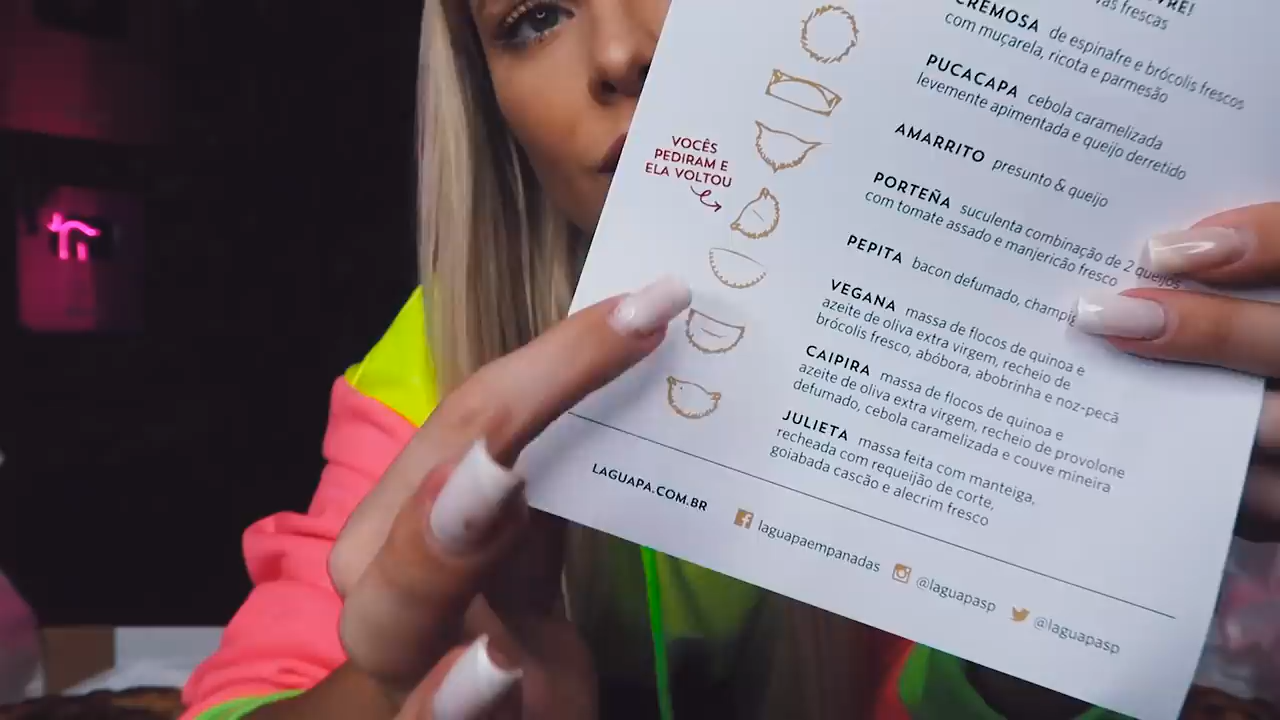 VRE!
vas frescas
CREMOSA de espinafre e brócolis frescos
com muçarela, ricota e parmesão
PUCACAPA cebola caramelizada
levemente apimentada e queijo derretido
AMARRITO presunto & queijo
PORTEÑA suculenta combinação de 2 queijos
com tomate assado e manjericão fresco
PEPITA bacon defumado,
VEGANA massa de flocos de quinoa e
azeite de oliva extra virgem, recheio de
brócolis fresco, abóbora, abobrinha e noz-pecã
CAIPIRA massa de flocos de quinoa e
azeite de oliva extra virgem, recheio de provolone
defumado, cebola caramelizada e couve mineira
JULIETA massa feita com manteiga,
recheada com requeijão de corte,
goiabada cascão e alecrim fresco
VOCÊS
PEDIRAM E
ELA VOLTOU
LAGUAPA.COM.BR
laguapaempanadas
@laguapasp
@laguapasp